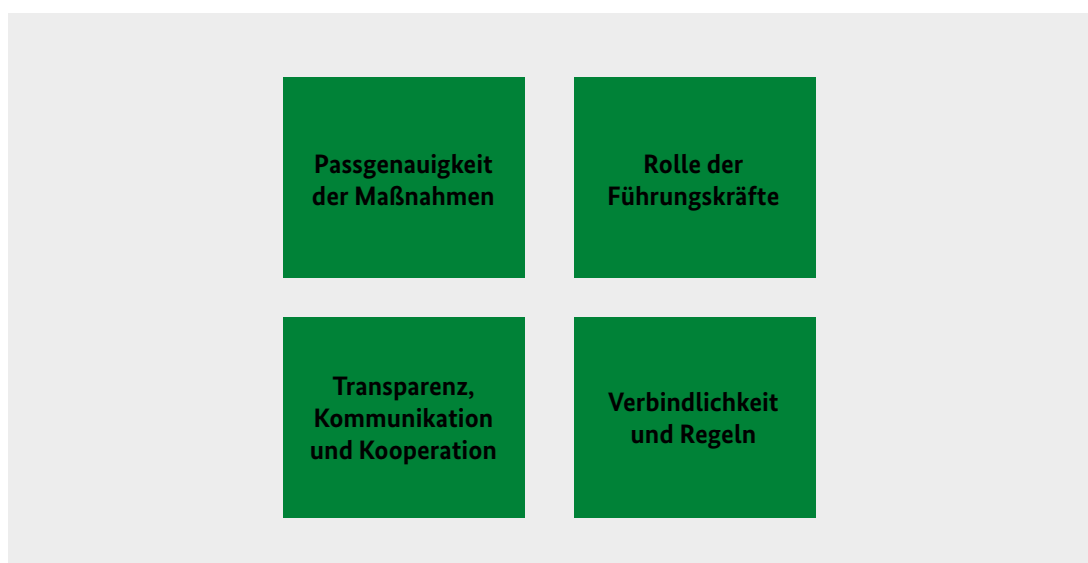 Passgenauigkeit
der Maßnahmen
Rolle der
Führungskräfte
Transparenz,
Kommunikation
und Kooperation
Verbindlichkeit
und Regeln